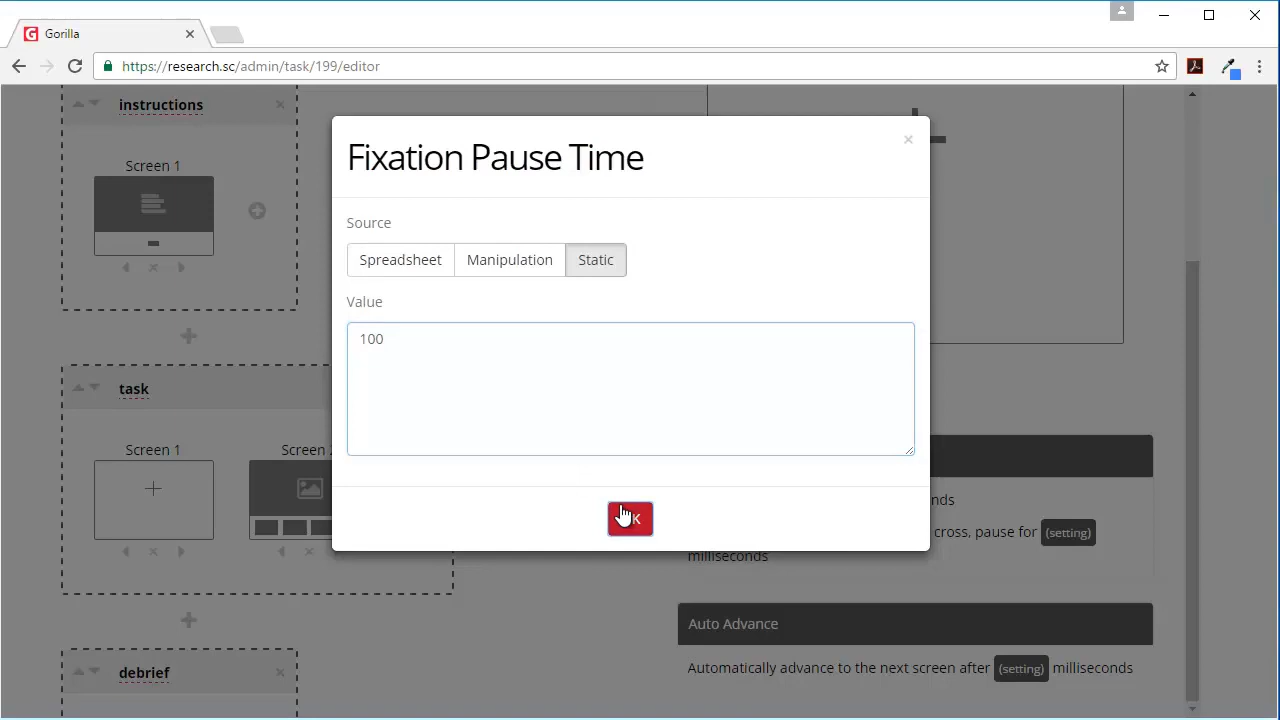 Gorilla
https://research.sc/admin/task/199/editor
instructions
Screen 1
Fixation Pause Time
Source
Spreadsheet
Manipulation
Static
Value
100
task
Screen 1
Screen
nds
cross, pause for (setting)
milliseconds
Auto Advance
Automatically advance to the next screen after (setting) milliseconds
debrief